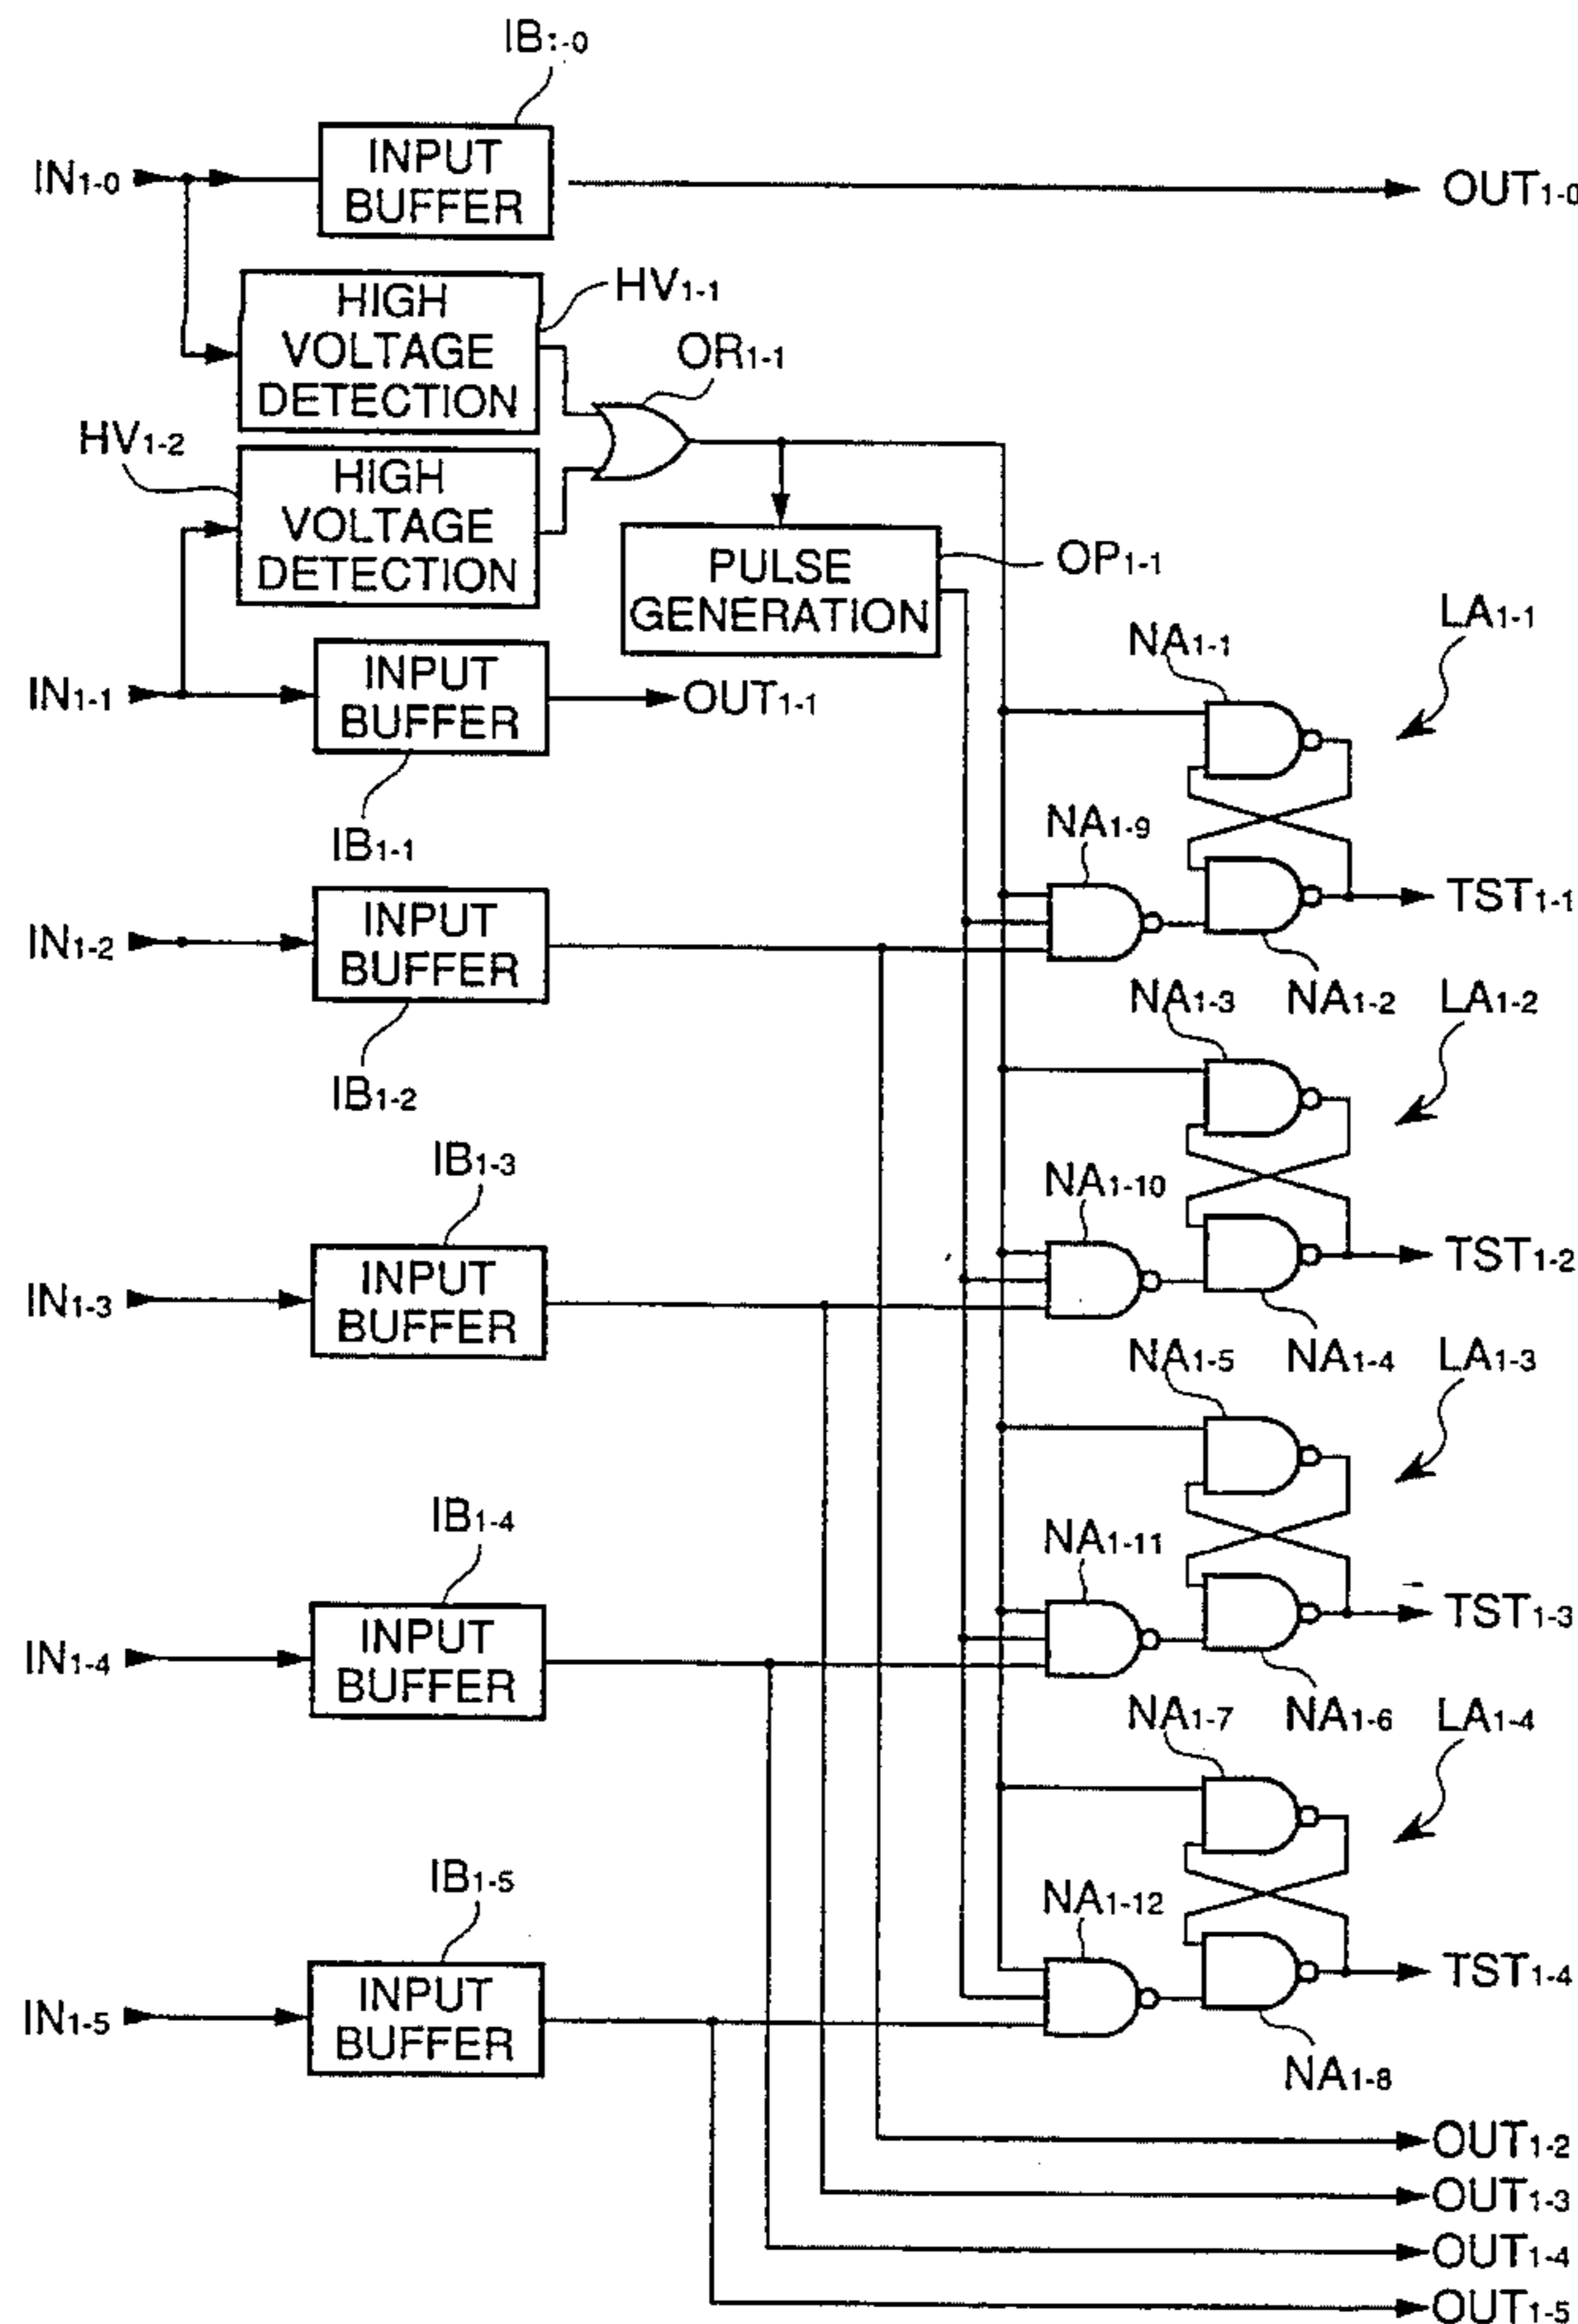 IB1-0
INPUT
BUFFER
IN1-0
OUT1-0
HIGH
VOLTAGE
DETECTION
HV1-1
OR1-1
HV1-2
HIGH
VOLTAGE
DETECTION
PULSE
GENERATION
OP1-1
IN1-1
INPUT
BUFFER
OUT1-1
IB1-1
NA1-1
LA1-1
NA1-9
IN1-2
INPUT
BUFFER
TST1-1
IB1-2
NA1-3
NA1-2
LA1-2
IB1-3
NA1-10
IN1-3
INPUT
BUFFER
TST1-2
NA1-5
NA1-4
LA1-3
IB1-4
NA1-11
IN1-4
INPUT
BUFFER
TST1-3
NA1-7
NA1-6
LA1-4
IB1-5
NA1-12
IN1-5
INPUT
BUFFER
TST1-4
NA1-8
OUT1-2
OUT1-3
OUT1-4
OUT1-5